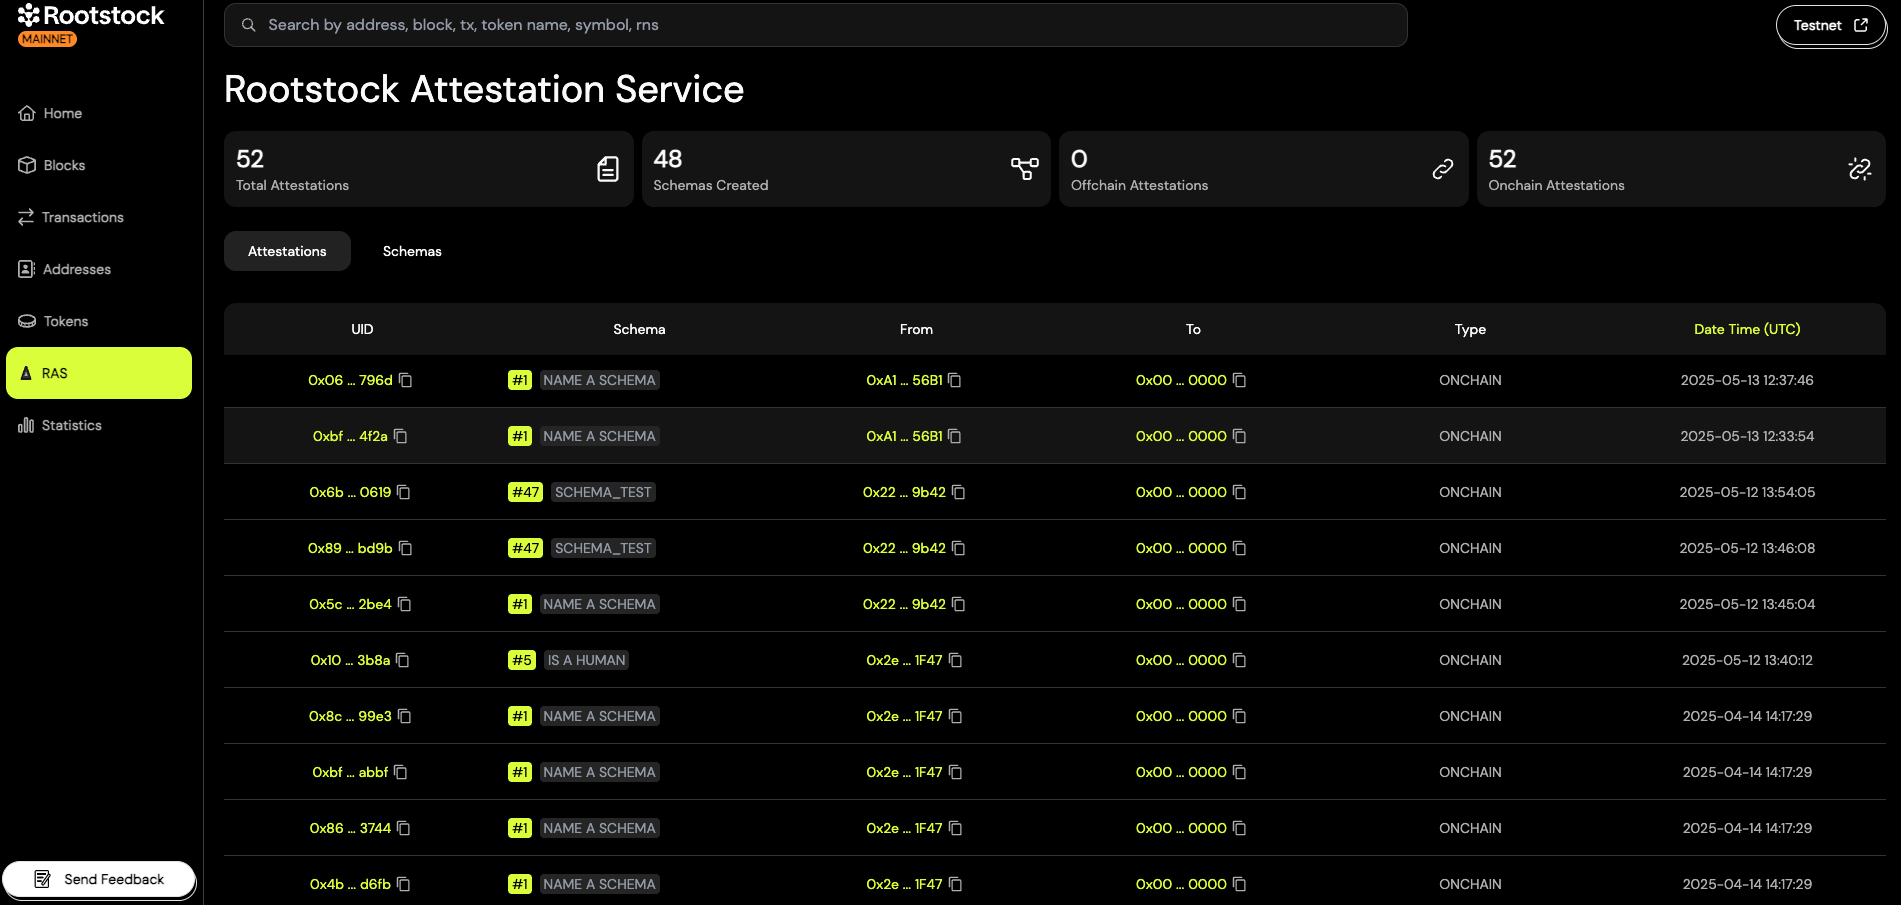 Rootstock
MAINNET
Search by address, block, tx, token name, symbol, rns
Testnet
Home
Blocks
Transactions
Addresses
Tokens
RAS
Statistics
Send Feedback
Rootstock Attestation Service
52
Total Attestations
48
Schemas Created
0
Offchain Attestations
52
Onchain Attestations
Attestations Schemas
UID Schema From To Type Date Time (UTC)
0x06 ... 796d #1 NAME A SCHEMA 0xA1 ... 56B1 0x00 ... 0000 ONCHAIN 2025-05-13 12:37:46
0xbf ... 4f2a #1 NAME A SCHEMA 0xA1 ... 56B1 0x00 ... 0000 ONCHAIN 2025-05-13 12:33:54
0x6b ... 0619 #47 SCHEMA_TEST 0x22 ... 9b42 0x00 ... 0000 ONCHAIN 2025-05-12 13:54:05
0x89 ... bd9b #47 SCHEMA_TEST 0x22 ... 9b42 0x00 ... 0000 ONCHAIN 2025-05-12 13:46:08
0x5c ... 2be4 #1 NAME A SCHEMA 0x22 ... 9b42 0x00 ... 0000 ONCHAIN 2025-05-12 13:45:04
0x10 ... 3b8a #5 IS A HUMAN 0x2e ... 1F47 0x00 ... 0000 ONCHAIN 2025-05-12 13:40:12
0x8c ... 99e3 #1 NAME A SCHEMA 0x2e ... 1F47 0x00 ... 0000 ONCHAIN 2025-04-14 14:17:29
0xbf ... abbf #1 NAME A SCHEMA 0x2e ... 1F47 0x00 ... 0000 ONCHAIN 2025-04-14 14:17:29
0x86 ... 3744 #1 NAME A SCHEMA 0x2e ... 1F47 0x00 ... 0000 ONCHAIN 2025-04-14 14:17:29
0x4b ... d6fb #1 NAME A SCHEMA 0x2e ... 1F47 0x00 ... 0000 ONCHAIN 2025-04-14 14:17:29